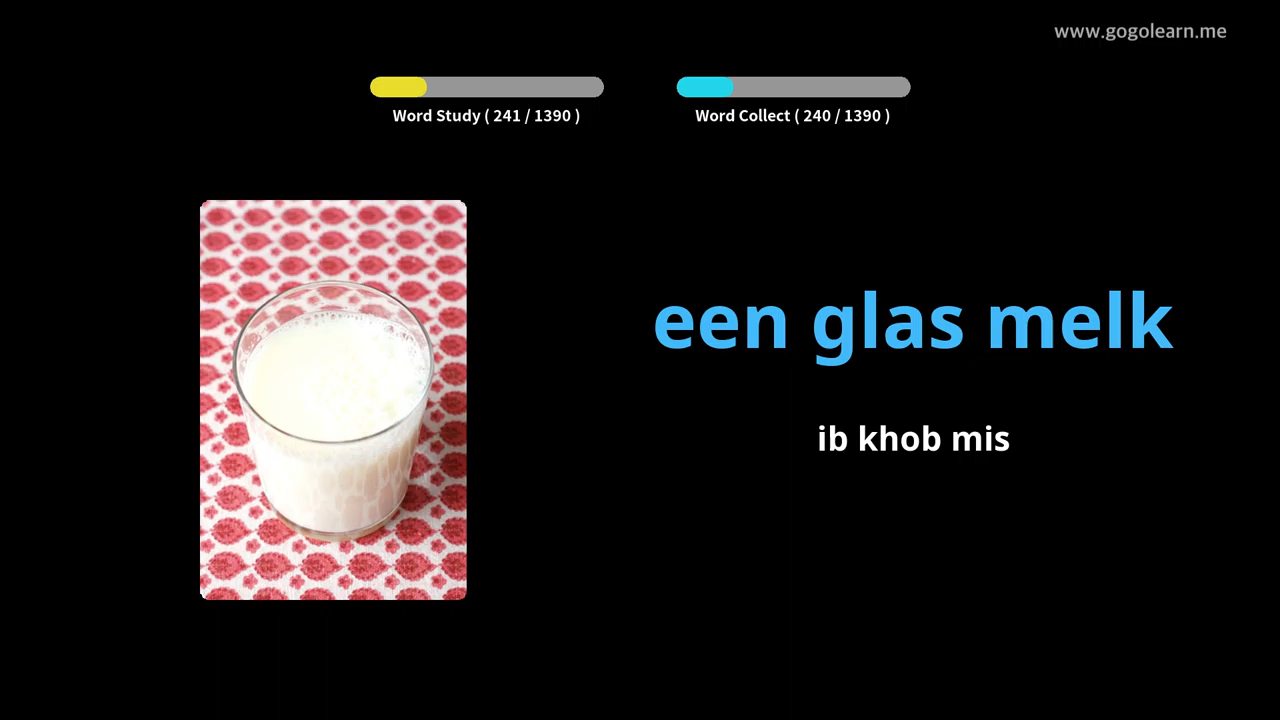 www.gogolearn.me
Word Study ( 241 / 1390 )
Word Collect ( 240 / 1390 )
een glas melk
ib khob mis